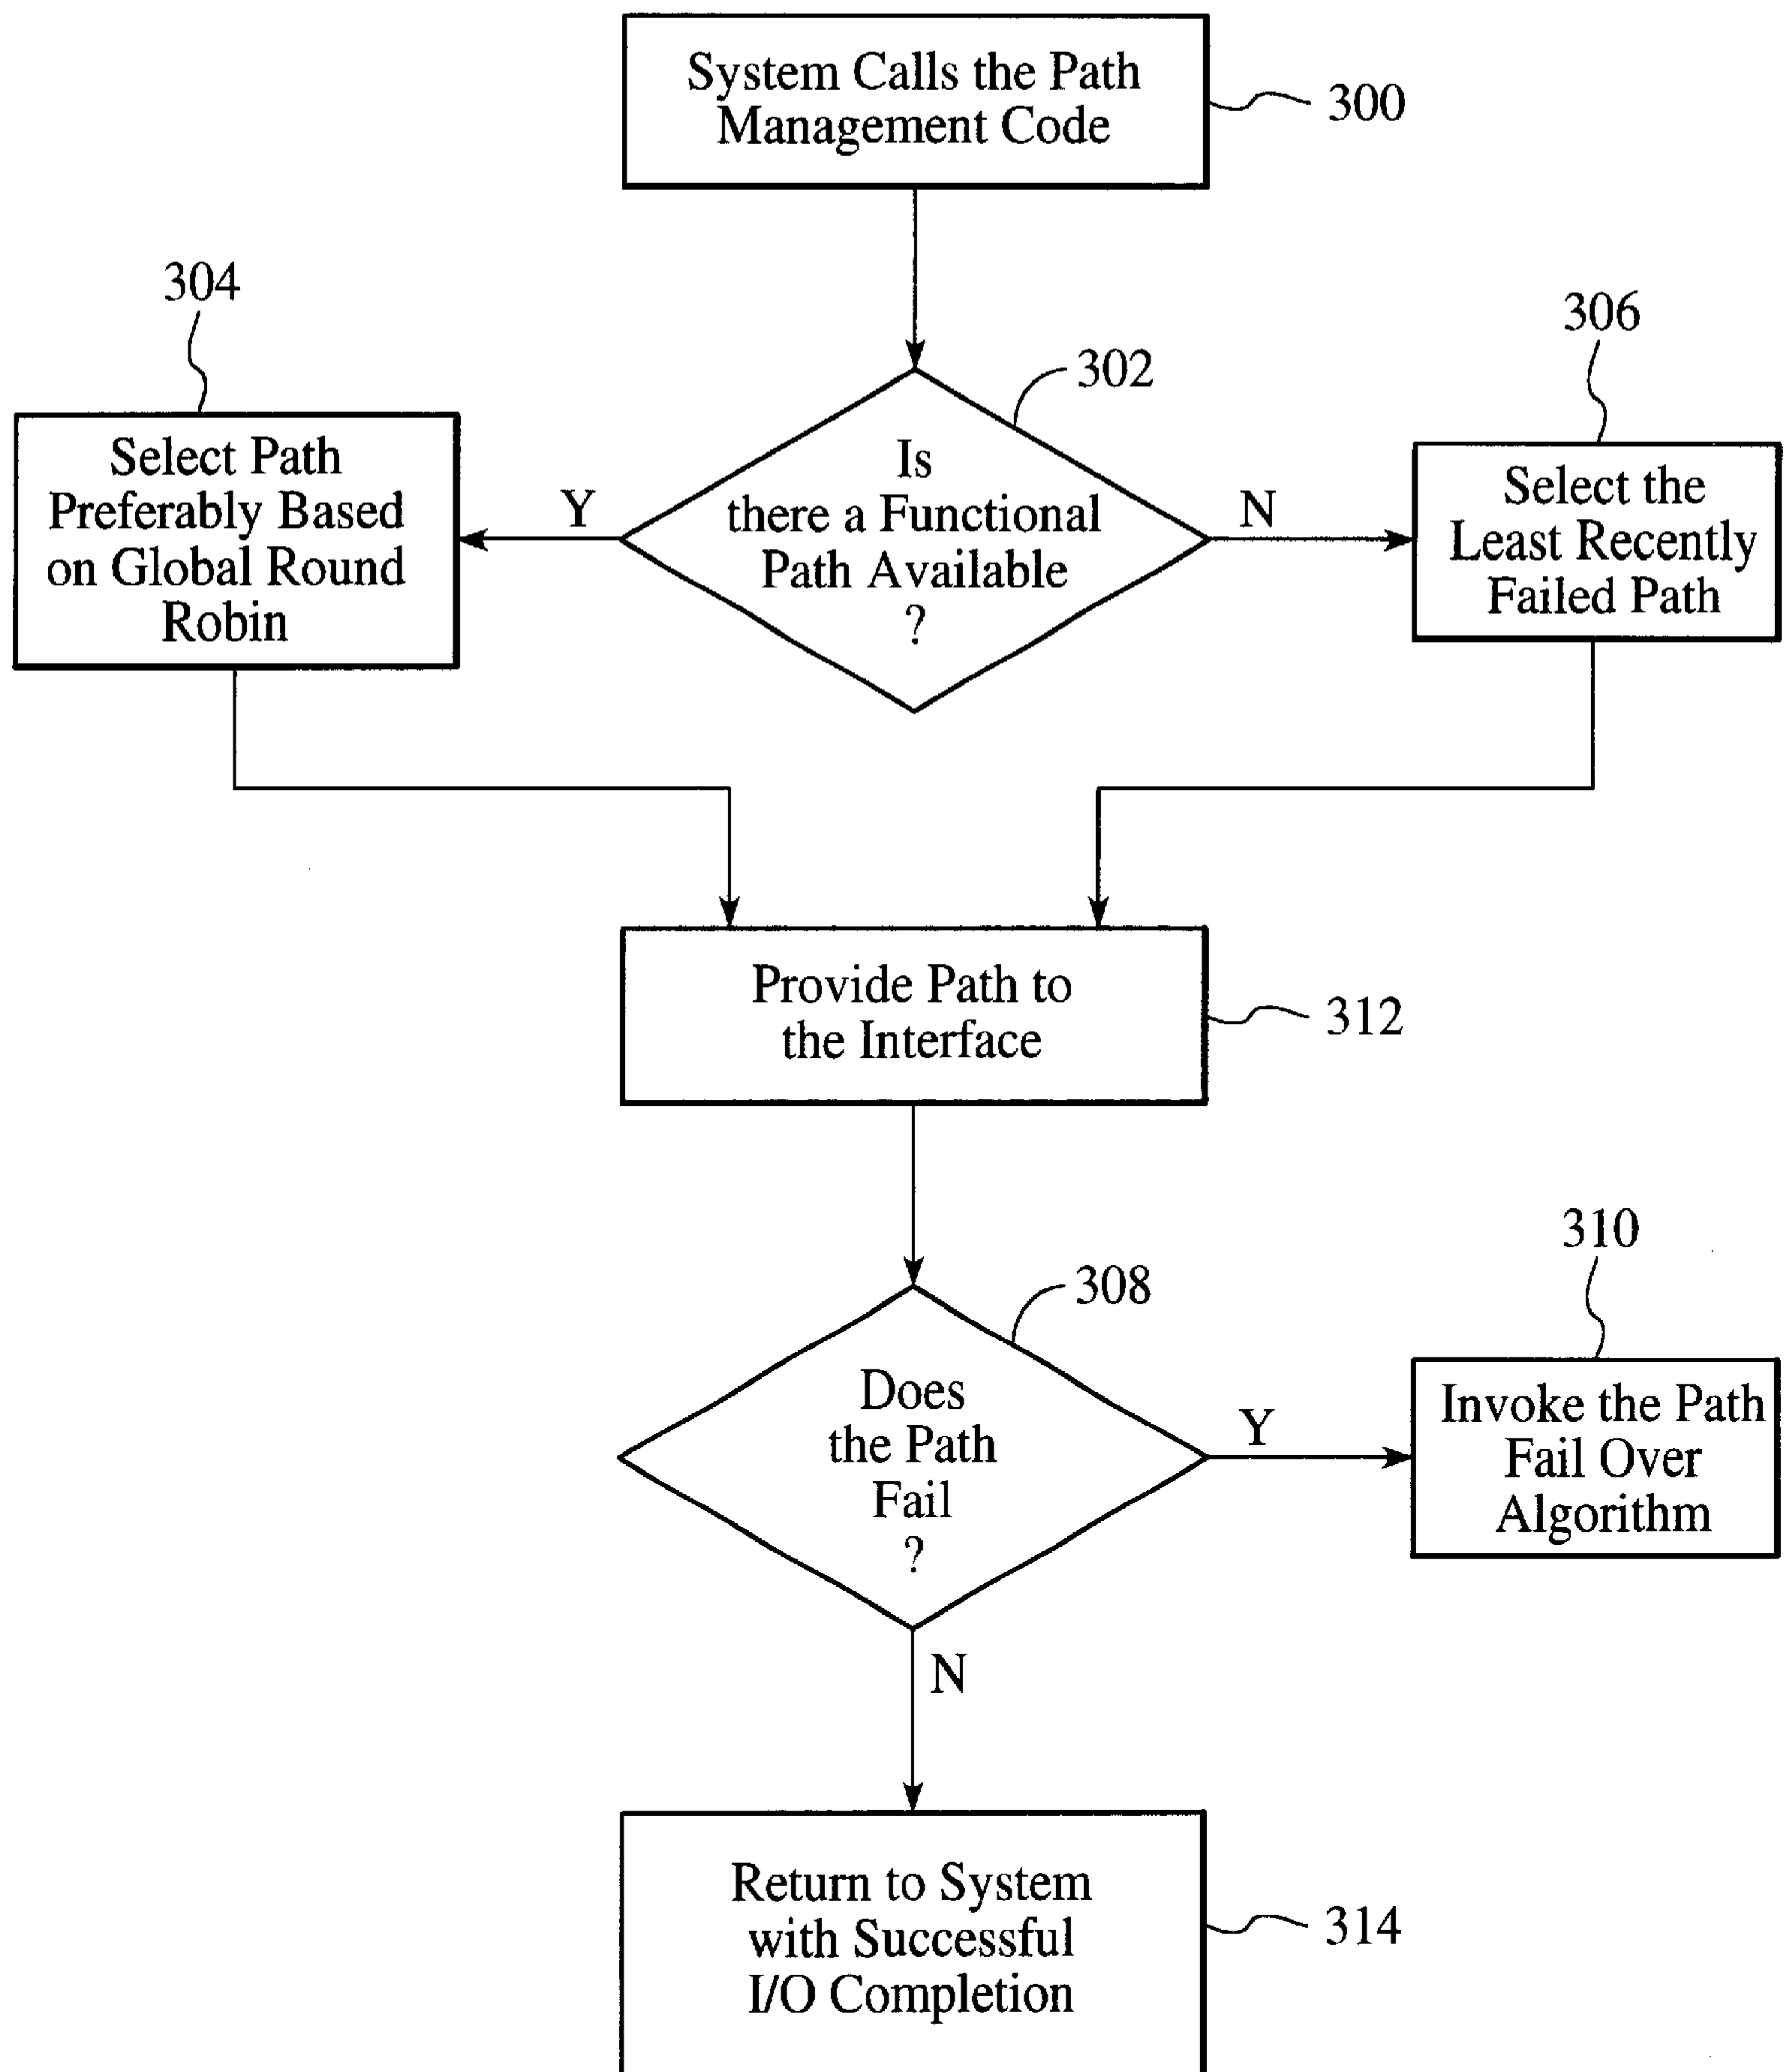 System Calls the Path
Management Code
300
304
306
302
Select Path
Preferably Based
on Global Round
Robin
Y
Is
there a Functional
Path Available
?
N
Select the
Least Recently
Failed Path
Provide Path to
the Interface
312
310
308
Does
the Path
Fail
?
Y
Invoke the Path
Fail Over
Algorithm
N
Return to System
with Successful
I/O Completion
314